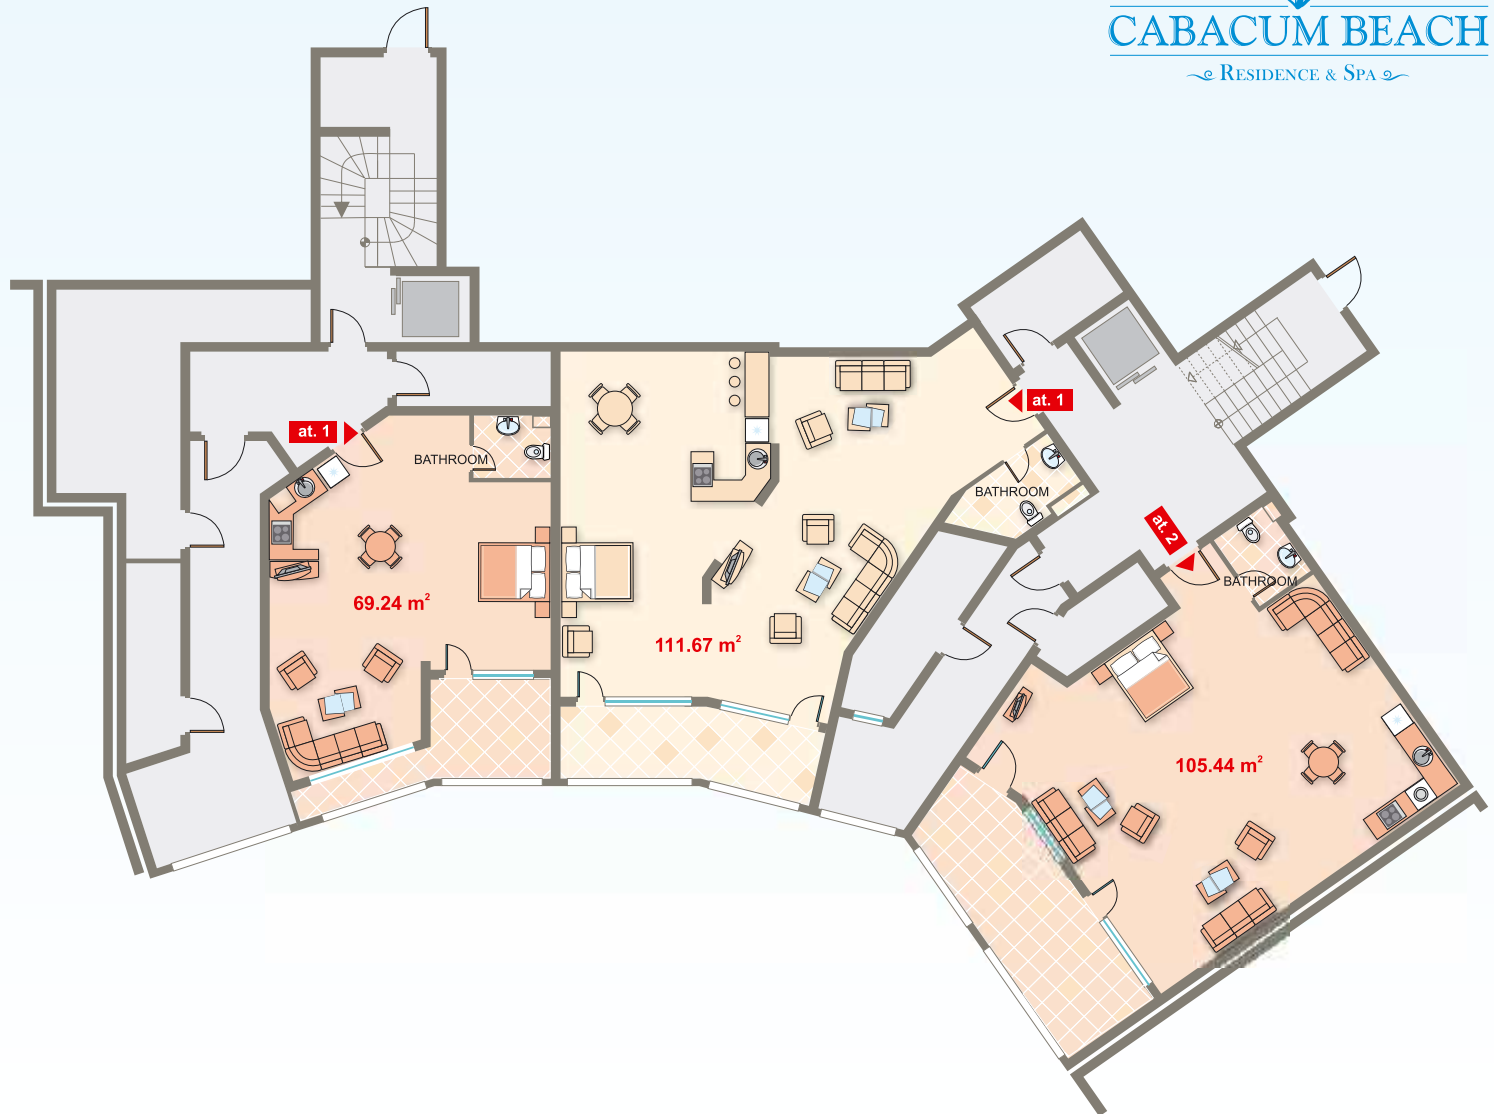 CABACUM BEACH
RESIDENCE & SPA
at. 1
BATHROOM
69.24 m²
111.67 m²
at. 1
BATHROOM
at. 2
BATHROOM
105.44 m²